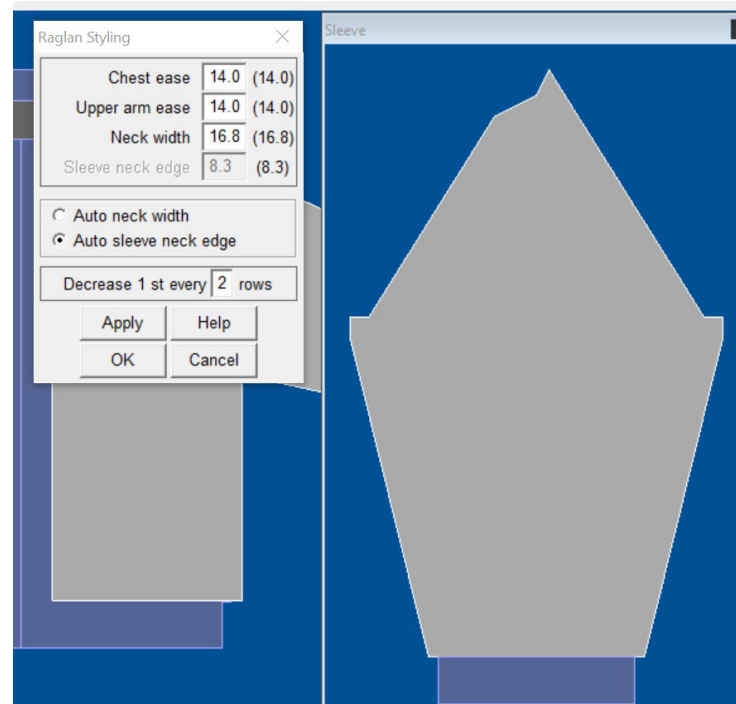 Raglan Styling
Chest ease 14.0 (14.0)
Upper arm ease 14.0 (14.0)
Neck width 16.8 (16.8)
Sleeve neck edge 8.3 (8.3)
Auto neck width
Auto sleeve neck edge
Decrease 1 st every 2 rows
Apply Help
OK Cancel
Sleeve